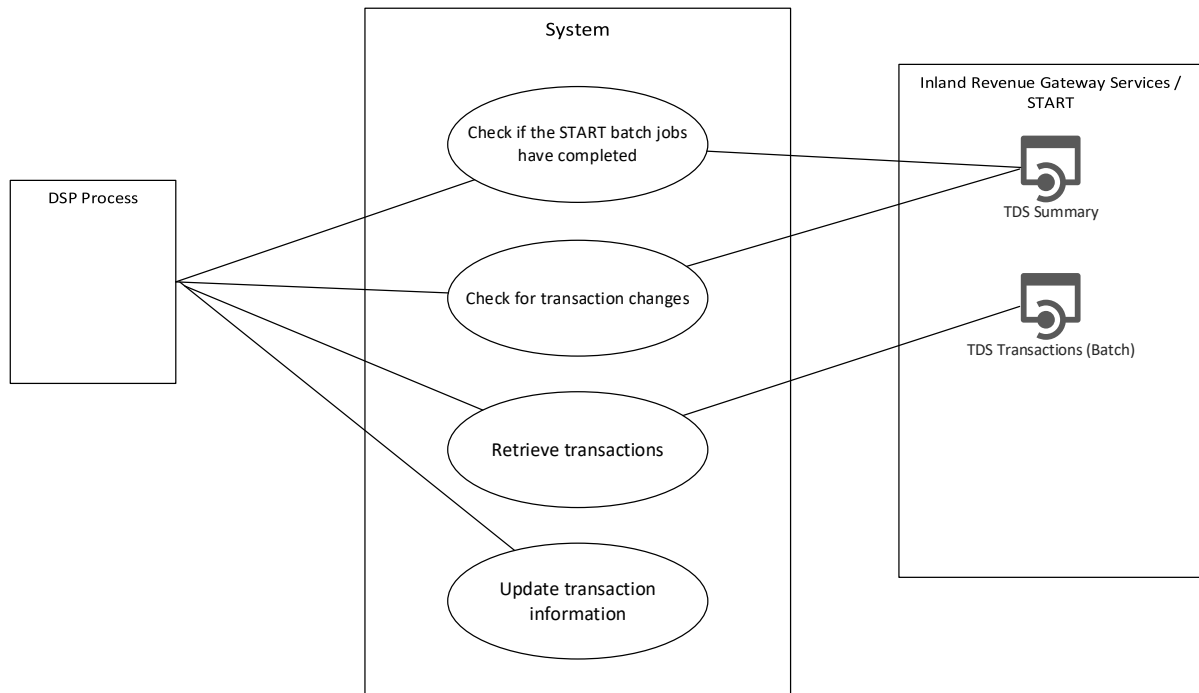 System
Inland Revenue Gateway Services /
START
Check if the START batch jobs
have completed
DSP Process
TDS Summary
Check for transaction changes
TDS Transactions (Batch)
Retrieve transactions
Update transaction
information